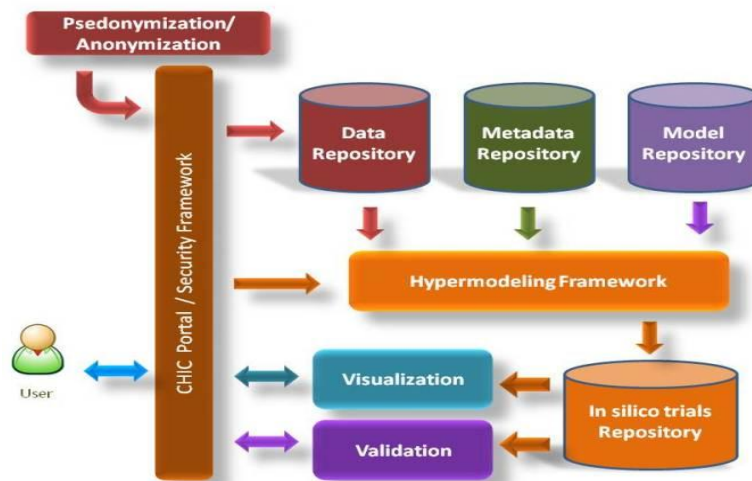 Psedonymization/
Anonymization
CHIC Portal / Security Framework
Data
Repository
Metadata
Repository
Model
Repository
Hypermodeling Framework
User
Visualization
In silico trials
Repository
Validation